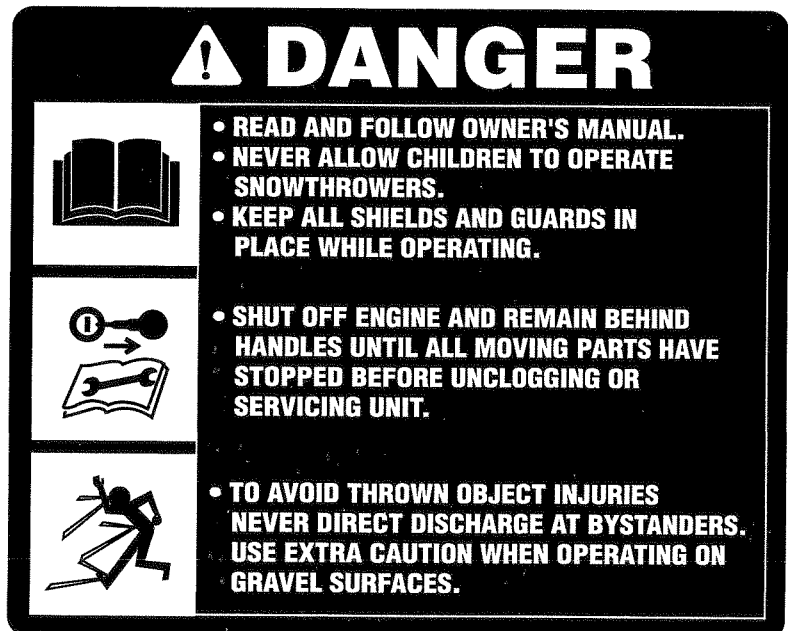 DANGER
• READ AND FOLLOW OWNER'S MANUAL.
• NEVER ALLOW CHILDREN TO OPERATE
SNOWTHROWERS.
• KEEP ALL SHIELDS AND GUARDS IN
PLACE WHILE OPERATING.
• SHUT OFF ENGINE AND REMAIN BEHIND
HANDLES UNTIL ALL MOVING PARTS HAVE
STOPPED BEFORE UNCLOGGING OR
SERVICING UNIT.
• TO AVOID THROWN OBJECT INJURIES
NEVER DIRECT DISCHARGE AT BYSTANDERS.
USE EXTRA CAUTION WHEN OPERATING ON
GRAVEL SURFACES.